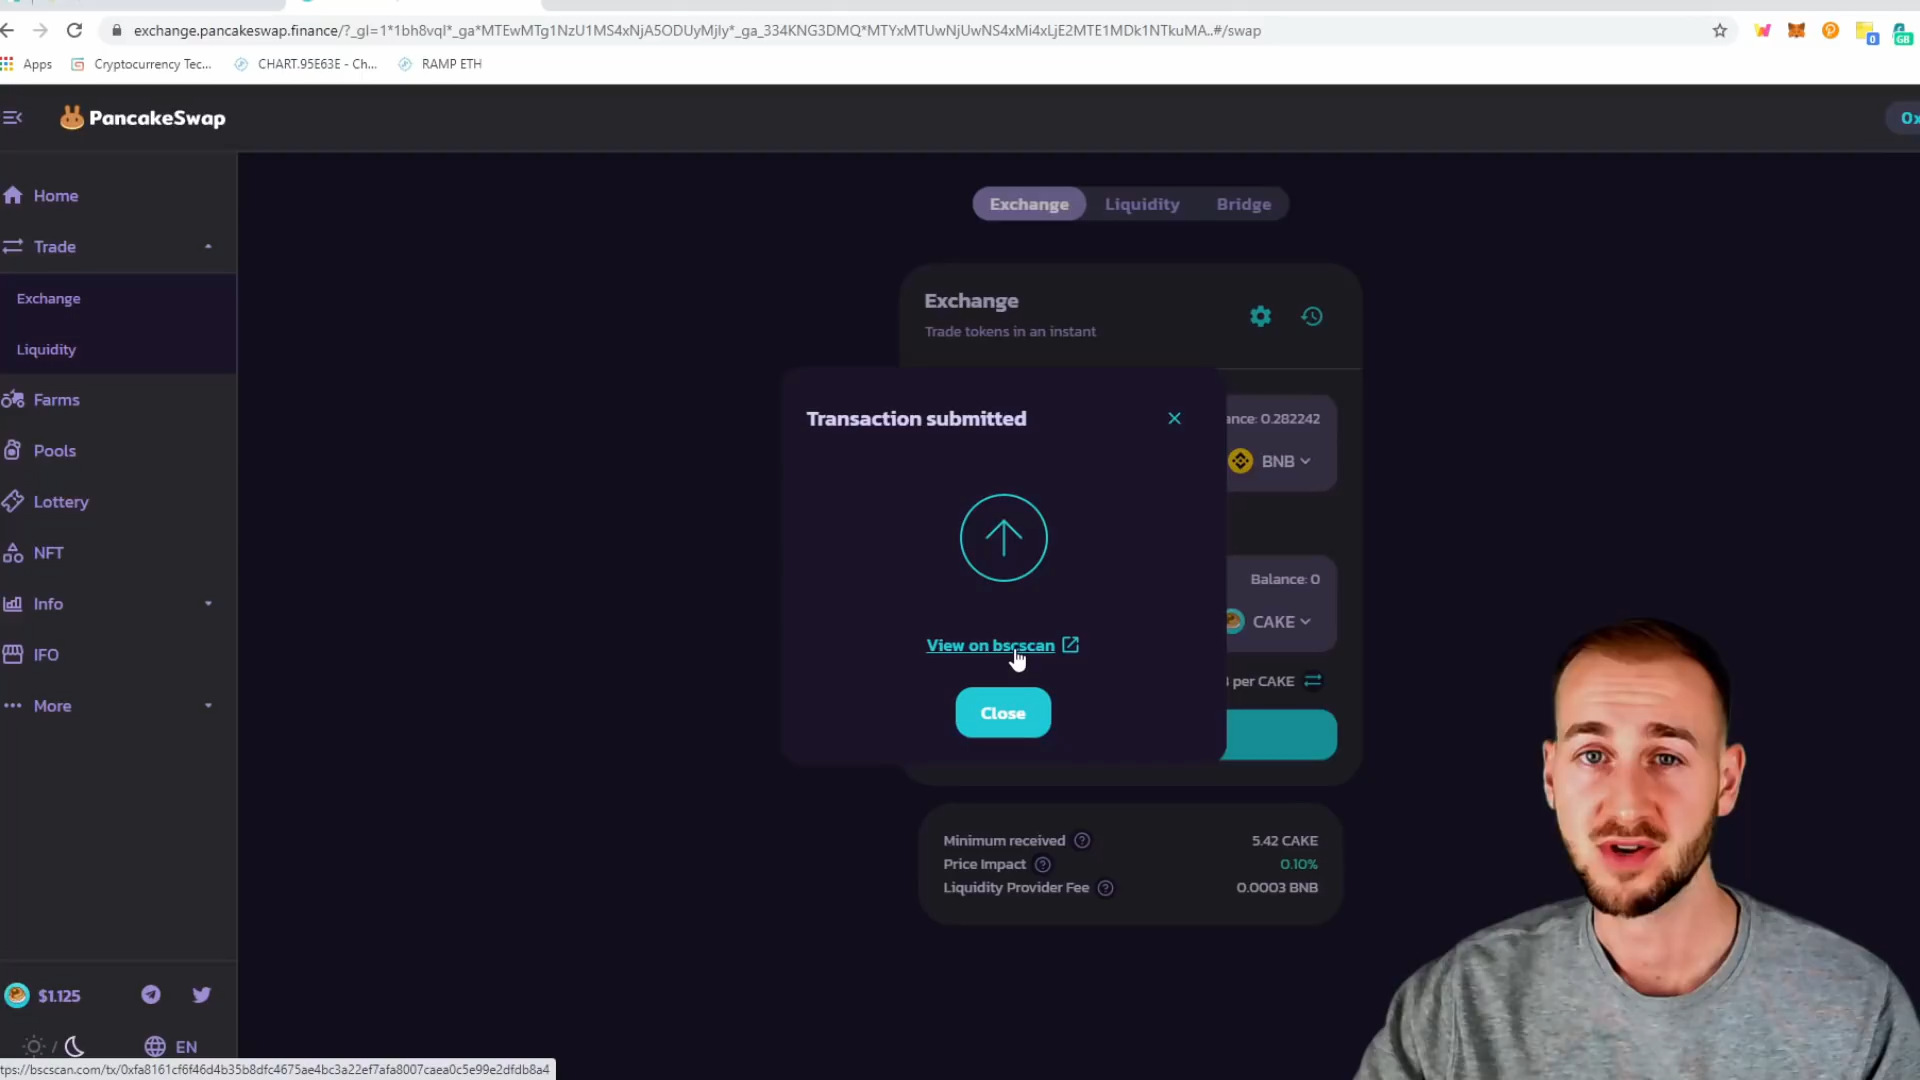 exchange.pancakeswap.finance/?_gl=1*1bh8vql*_ga*MTEwMTg1NzU1MS4xNjA5ODUyMjIy*_ga_334KNG3DMQ*MTYxMTUwNjUwNS4xMi4xLjE2MTE1MDk1NTkuMA..#/swap
0
GB
Apps
Cryptocurrency Tec...
CHART.95E63E - Ch...
RAMP ETH
PancakeSwap
0x
Home
Trade
Exchange
Liquidity
Farms
Pools
Lottery
NFT
Info
IFO
More
$1.125
EN
Exchange Liquidity Bridge
Exchange
Trade tokens in an instant
Transaction submitted
ance: 0.282242
BNB
Balance: 0
CAKE
View on bscscan
per CAKE
Close
Minimum received ? 5.42 CAKE
Price Impact ? 0.10%
Liquidity Provider Fee ? 0.0003 BNB
tps://bscscan.com/tx/0xfa8161cf6f46d4b35b8dfc4675ae4bc3a22ef7afa8007caea0c5e99e2dfdb8a4